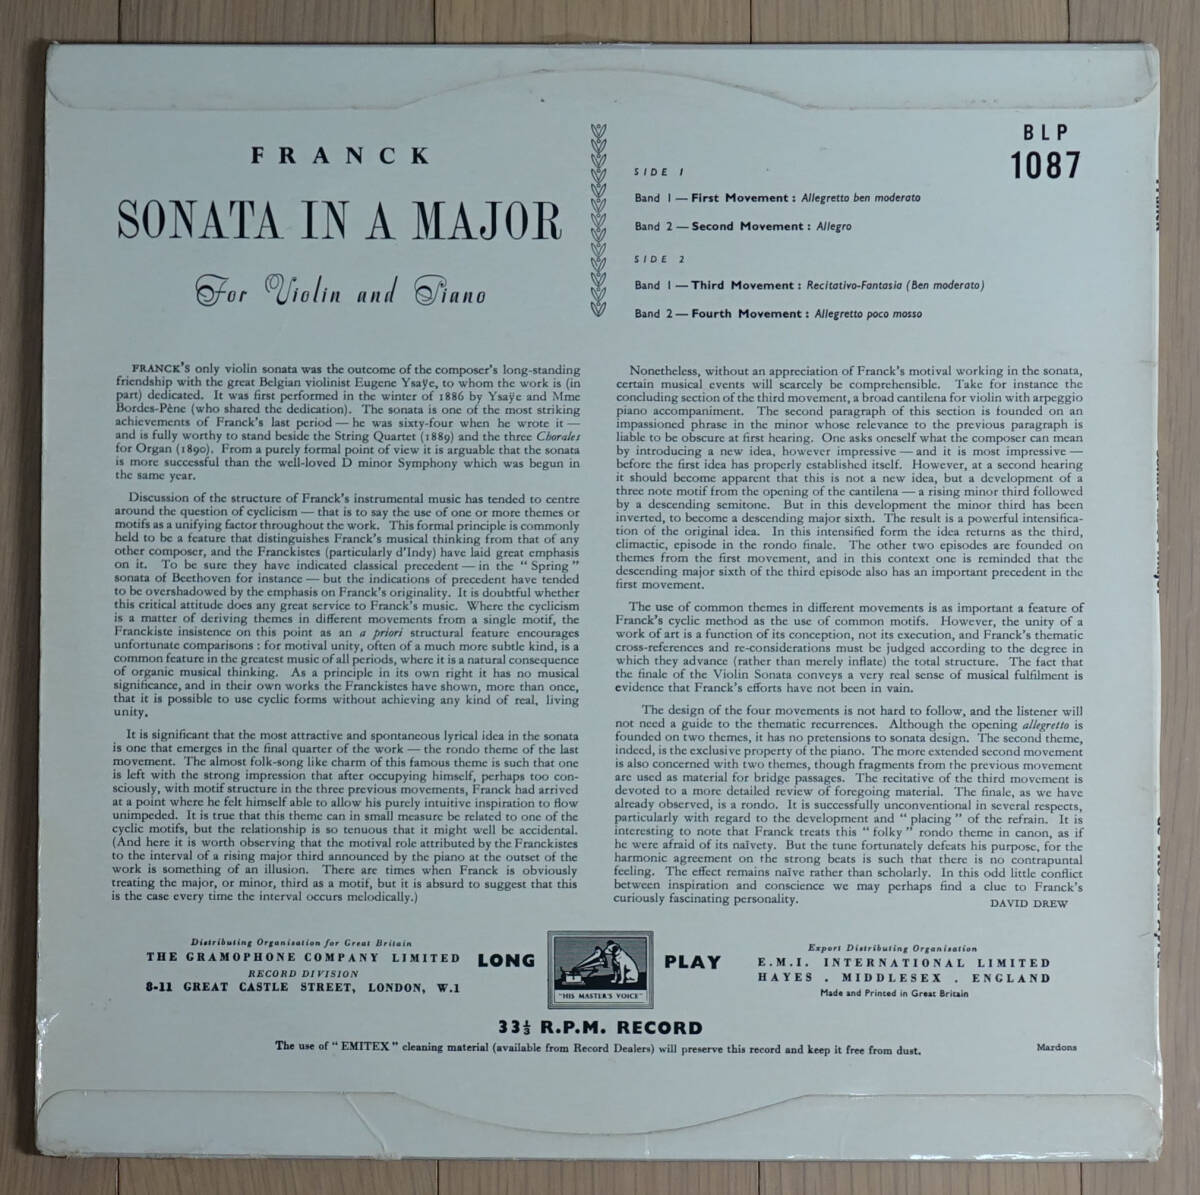 FRANCK
SONATA IN A MAJOR
For Violin and Piano
SIDE 1
Band 1 — First Movement : Allegretto ben moderato
Band 2 — Second Movement : Allegro
SIDE 2
Band 1 — Third Movement : Recitativo-Fantasia (Ben moderato)
Band 2 — Fourth Movement : Allegretto poco mosso
BLP
1087
FRANCK'S only violin sonata was the outcome of the composer's long-standing
friendship with the great Belgian violinist Eugene Ysaÿe, to whom the work is (in
part) dedicated. It was first performed in the winter of 1886 by Ysaÿe and Mme
Bordes-Pène (who shared the dedication). The sonata is one of the most striking
achievements of Franck's last period — he was sixty-four when he wrote it —
and is fully worthy to stand beside the String Quartet (1889) and the three Chorales
for Organ (1890). From a purely formal point of view it is arguable that the sonata
is more successful than the well-loved D minor Symphony which was begun in
the same year.
Discussion of the structure of Franck's instrumental music has tended to centre
around the question of cyclicism — that is to say the use of one or more themes or
motifs as a unifying factor throughout the work. This formal principle is commonly
held to be a feature that distinguishes Franck's musical thinking from that of any
other composer, and the Franckistes (particularly d'Indy) have laid great emphasis
on it. To be sure they have indicated classical precedent — in the " Spring "
sonata of Beethoven for instance — but the indications of precedent have tended
to be overshadowed by the emphasis on Franck's originality. It is doubtful whether
this critical attitude does any great service to Franck's music. Where the cyclicism
is a matter of deriving themes in different movements from a single motif, the
Franckiste insistence on this point as an a priori structural feature encourages
unfortunate comparisons : for motival unity, often of a much more subtle kind, is a
common feature in the greatest music of all periods, where it is a natural consequence
of organic musical thinking. As a principle in its own right it has no musical
significance, and in their own works the Franckistes have shown, more than once,
that it is possible to use cyclic forms without achieving any kind of real, living
unity.
It is significant that the most attractive and spontaneous lyrical idea in the sonata
is one that emerges in the final quarter of the work — the rondo theme of the last
movement. The almost folk-song like charm of this famous theme is such that one
is left with the strong impression that after occupying himself, perhaps too con-
sciously, with motif structure in the three previous movements, Franck had arrived
at a point where he felt himself able to allow his purely intuitive inspiration to flow
unimpeded. It is true that this theme can in small measure be related to one of the
cyclic motifs, but the relationship is so tenuous that it might well be accidental.
(And here it is worth observing that the motival role attributed by the Franckistes
to the interval of a rising major third announced by the piano at the outset of the
work is something of an illusion. There are times when Franck is obviously
treating the major, or minor, third as a motif, but it is absurd to suggest that this
is the case every time the interval occurs melodically.)
Nonetheless, without an appreciation of Franck's motival working in the sonata,
certain musical events will scarcely be comprehensible. Take for instance the
concluding section of the third movement, a broad cantilena for violin with arpeggio
piano accompaniment. The second paragraph of this section is founded on an
impassioned phrase in the minor whose relevance to the previous paragraph is
liable to be obscure at first hearing. One asks oneself what the composer can mean
by introducing a new idea, however impressive — and it is most impressive —
before the first idea has properly established itself. However, at a second hearing
it should become apparent that this is not a new idea, but a development of a
three note motif from the opening of the cantilena — a rising minor third followed
by a descending semitone. But in this development the minor third has been
inverted, to become a descending major sixth. The result is a powerful intensifica-
tion of the original idea. In this intensified form the idea returns as the third,
climactic, episode in the rondo finale. The other two episodes are founded on
themes from the first movement, and in this context one is reminded that the
descending major sixth of the third episode also has an important precedent in the
first movement.
The use of common themes in different movements is as important a feature of
Franck's cyclic method as the use of common motifs. However, the unity of a
work of art is a function of its conception, not its execution, and Franck's thematic
cross-references and re-considerations must be judged according to the degree in
which they advance (rather than merely inflate) the total structure. The fact that
the finale of the Violin Sonata conveys a very real sense of musical fulfilment is
evidence that Franck's efforts have not been in vain.
The design of the four movements is not hard to follow, and the listener will
not need a guide to the thematic recurrences. Although the opening allegretto is
founded on two themes, it has no pretensions to sonata design. The second theme,
indeed, is the exclusive property of the piano. The more extended second movement
is also concerned with two themes, though fragments from the previous movement
are used as material for bridge passages. The recitative of the third movement is
devoted to a more detailed review of foregoing material. The finale, as we have
already observed, is a rondo. It is successfully unconventional in several respects,
particularly with regard to the development and " placing " of the refrain. It is
interesting to note that Franck treats this " folky " rondo theme in canon, as if
he were afraid of its naïvety. But the tune fortunately defeats his purpose, for the
harmonic agreement on the strong beats is such that there is no contrapuntal
feeling. The effect remains naïve rather than scholarly. In this odd little conflict
between inspiration and conscience we may perhaps find a clue to Franck's
curiously fascinating personality.
DAVID DREW
Distributing Organisation for Great Britain
THE GRAMOPHONE COMPANY LIMITED
RECORD DIVISION
8-11 GREAT CASTLE STREET, LONDON, W.1
LONG PLAY
"HIS MASTER'S VOICE"
Export Distributing Organisation
E.M.I. INTERNATIONAL LIMITED
HAYES . MIDDLESEX . ENGLAND
Made and Printed in Great Britain
33⅓ R.P.M. RECORD
The use of " EMITEX " cleaning material (available from Record Dealers) will preserve this record and keep it free from dust.
Mardons